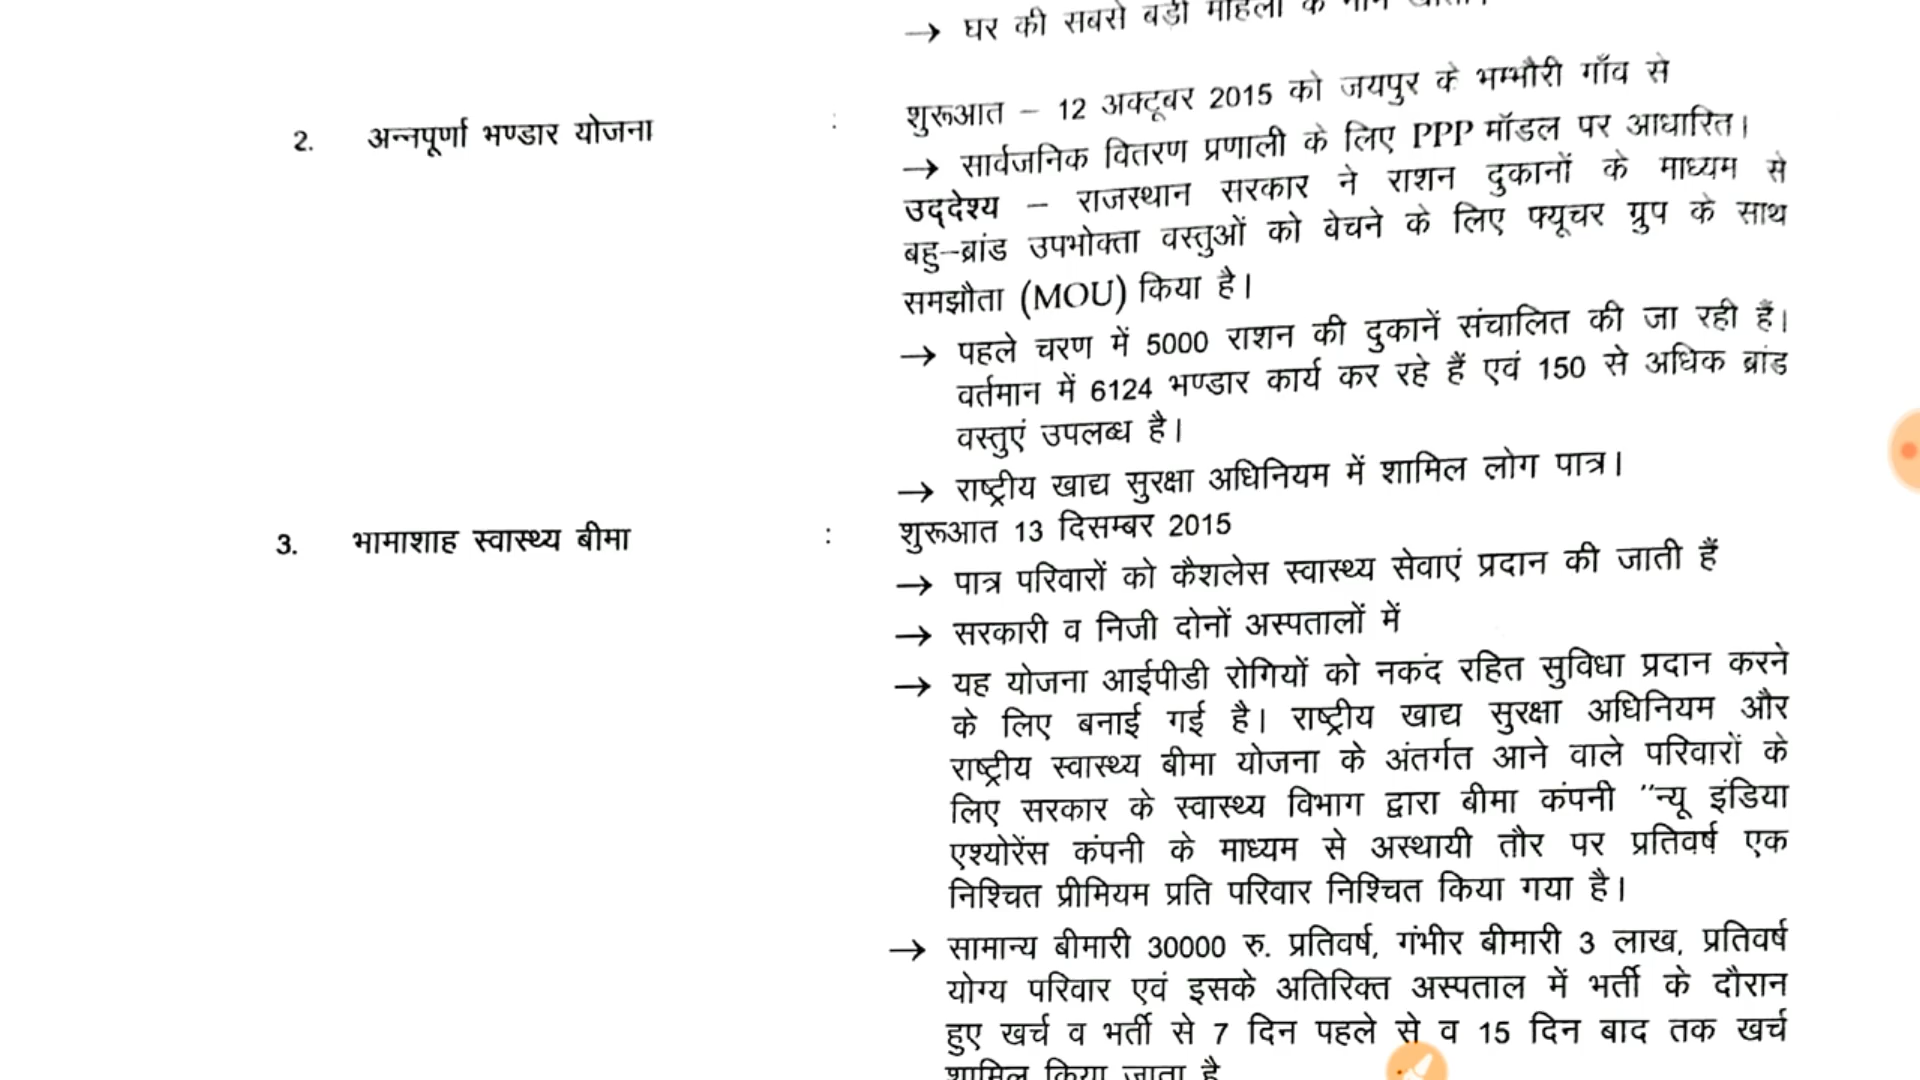 → घर की सबसे बड़ी महिला के नाम
2. अन्नपूर्णा भण्डार योजना : शुरूआत – 12 अक्टूबर 2015 को जयपुर के भम्भौरी गाँव से
→ सार्वजनिक वितरण प्रणाली के लिए PPP मॉडल पर आधारित।
उद्देश्य – राजस्थान सरकार ने राशन दुकानों के माध्यम से
बहु–ब्रांड उपभोक्ता वस्तुओं को बेचने के लिए फ्यूचर ग्रुप के साथ
समझौता (MOU) किया है।
→ पहले चरण में 5000 राशन की दुकानें संचालित की जा रही हैं।
वर्तमान में 6124 भण्डार कार्य कर रहे हैं एवं 150 से अधिक ब्रांड
वस्तुएं उपलब्ध है।
→ राष्ट्रीय खाद्य सुरक्षा अधिनियम में शामिल लोग पात्र।
3. भामाशाह स्वास्थ्य बीमा : शुरूआत 13 दिसम्बर 2015
→ पात्र परिवारों को कैशलेस स्वास्थ्य सेवाएं प्रदान की जाती हैं
→ सरकारी व निजी दोनों अस्पतालों में
→ यह योजना आईपीडी रोगियों को नकद रहित सुविधा प्रदान करने
के लिए बनाई गई है। राष्ट्रीय खाद्य सुरक्षा अधिनियम और
राष्ट्रीय स्वास्थ्य बीमा योजना के अंतर्गत आने वाले परिवारों के
लिए सरकार के स्वास्थ्य विभाग द्वारा बीमा कंपनी "न्यू इंडिया
एश्योरेंस कंपनी के माध्यम से अस्थायी तौर पर प्रतिवर्ष एक
निश्चित प्रीमियम प्रति परिवार निश्चित किया गया है।
→ सामान्य बीमारी 30000 रु. प्रतिवर्ष, गंभीर बीमारी 3 लाख, प्रतिवर्ष
योग्य परिवार एवं इसके अतिरिक्त अस्पताल में भर्ती के दौरान
हुए खर्च व भर्ती से 7 दिन पहले से व 15 दिन बाद तक खर्च
शामिल किया जाता है